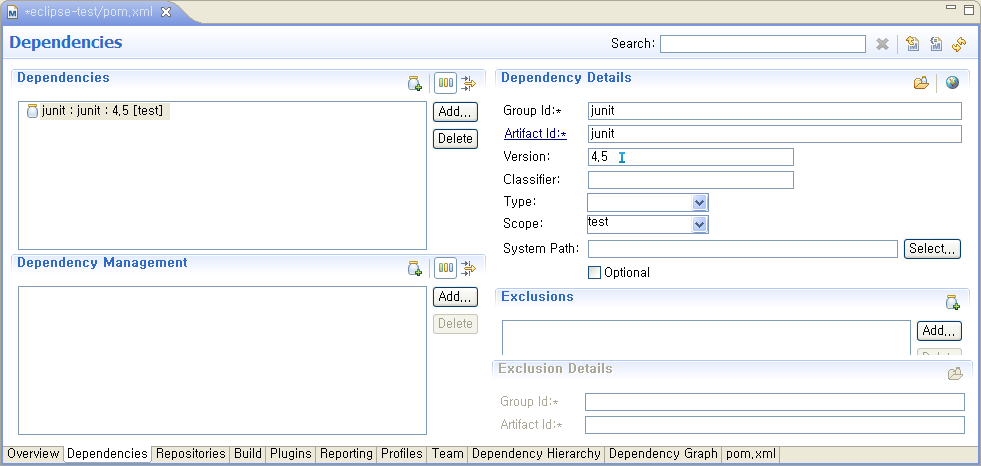 *eclipse-test/pom.xml
Dependencies
Search:
Dependencies
junit : junit : 4.5 [test]
Add...
Delete
Dependency Management
Add...
Delete
Dependency Details
Group Id:* junit
Artifact Id:* junit
Version: 4.5
Classifier:
Type:
Scope: test
System Path: Select...
Optional
Exclusions
Add...
Exclusion Details
Group Id:*
Artifact Id:*
Overview Dependencies Repositories Build Plugins Reporting Profiles Team Dependency Hierarchy Dependency Graph pom.xml